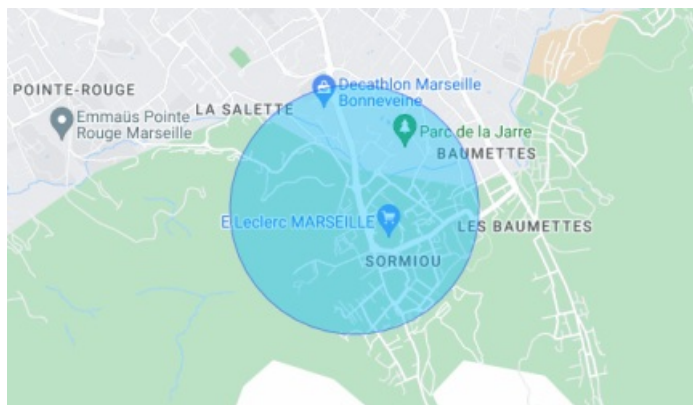 Decathlon Marseille
Bonneveine
POINTE-ROUGE
LA SALETTE
Emmaüs Pointe
Rouge Marseille
Parc de la Jarre
BAUMETTES
E.Leclerc MARSEILLE
LES BAUMETTES
SORMIOU